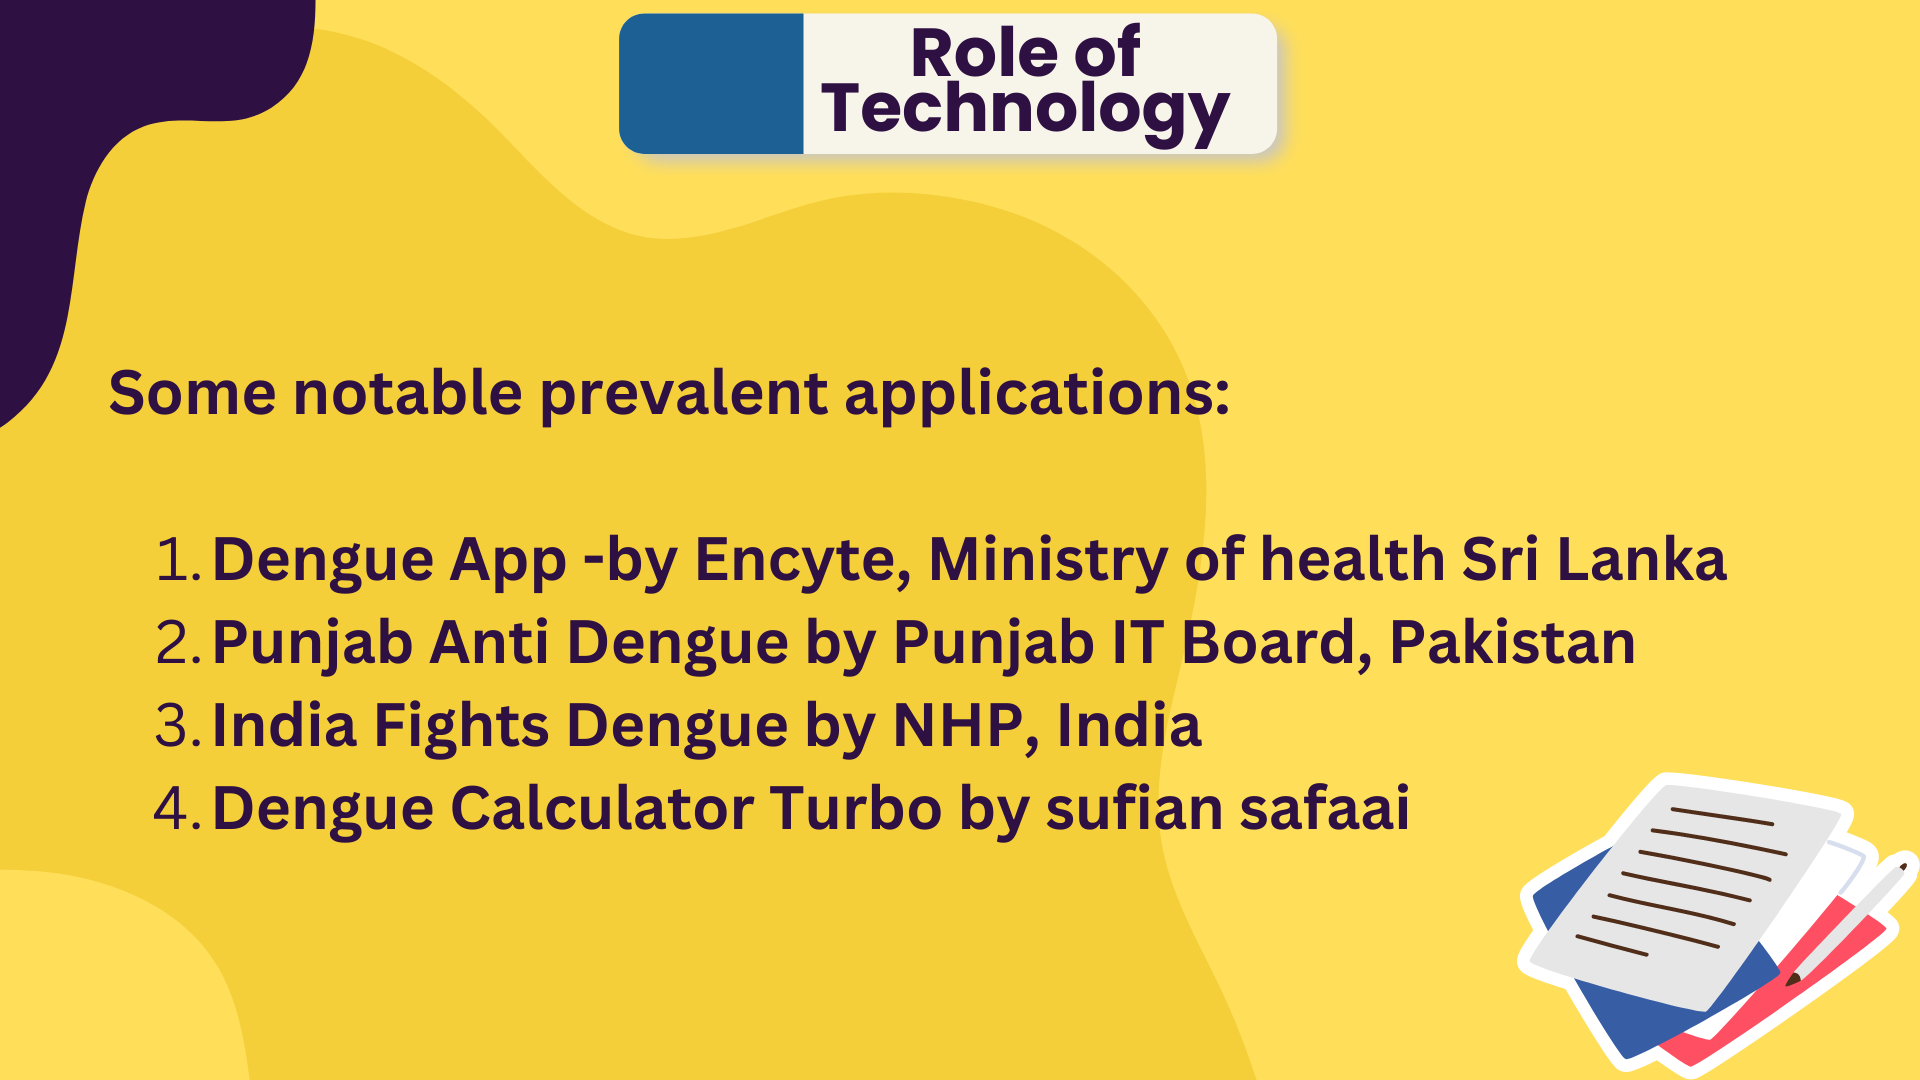 Role of
Technology
Some notable prevalent applications:
1. Dengue App -by Encyte, Ministry of health Sri Lanka
2. Punjab Anti Dengue by Punjab IT Board, Pakistan
3. India Fights Dengue by NHP, India
4. Dengue Calculator Turbo by sufian safaai